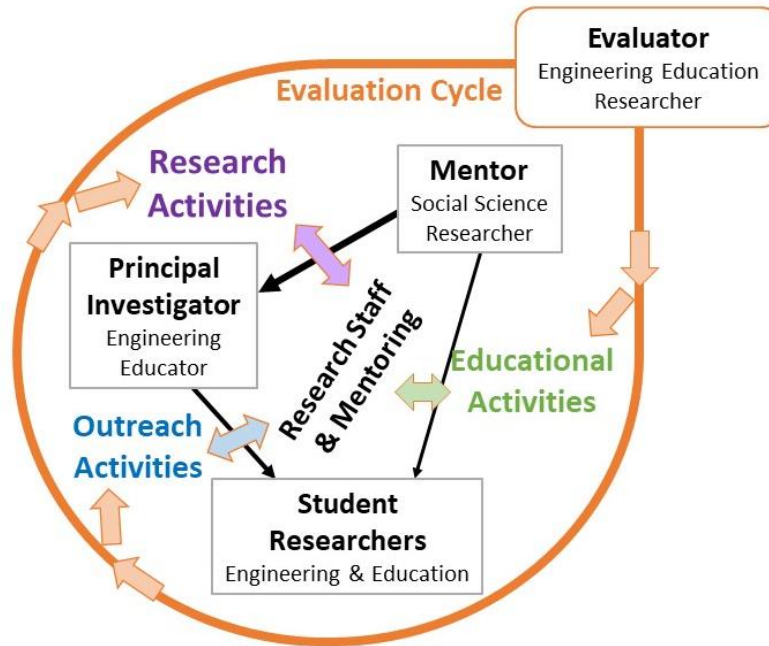 Evaluator
Engineering Education
Researcher
Evaluation Cycle
Research
Activities
Mentor
Social Science
Researcher
Principal
Investigator
Engineering
Educator
Research Staff
& Mentoring
Educational
Activities
Outreach
Activities
Student
Researchers
Engineering & Education